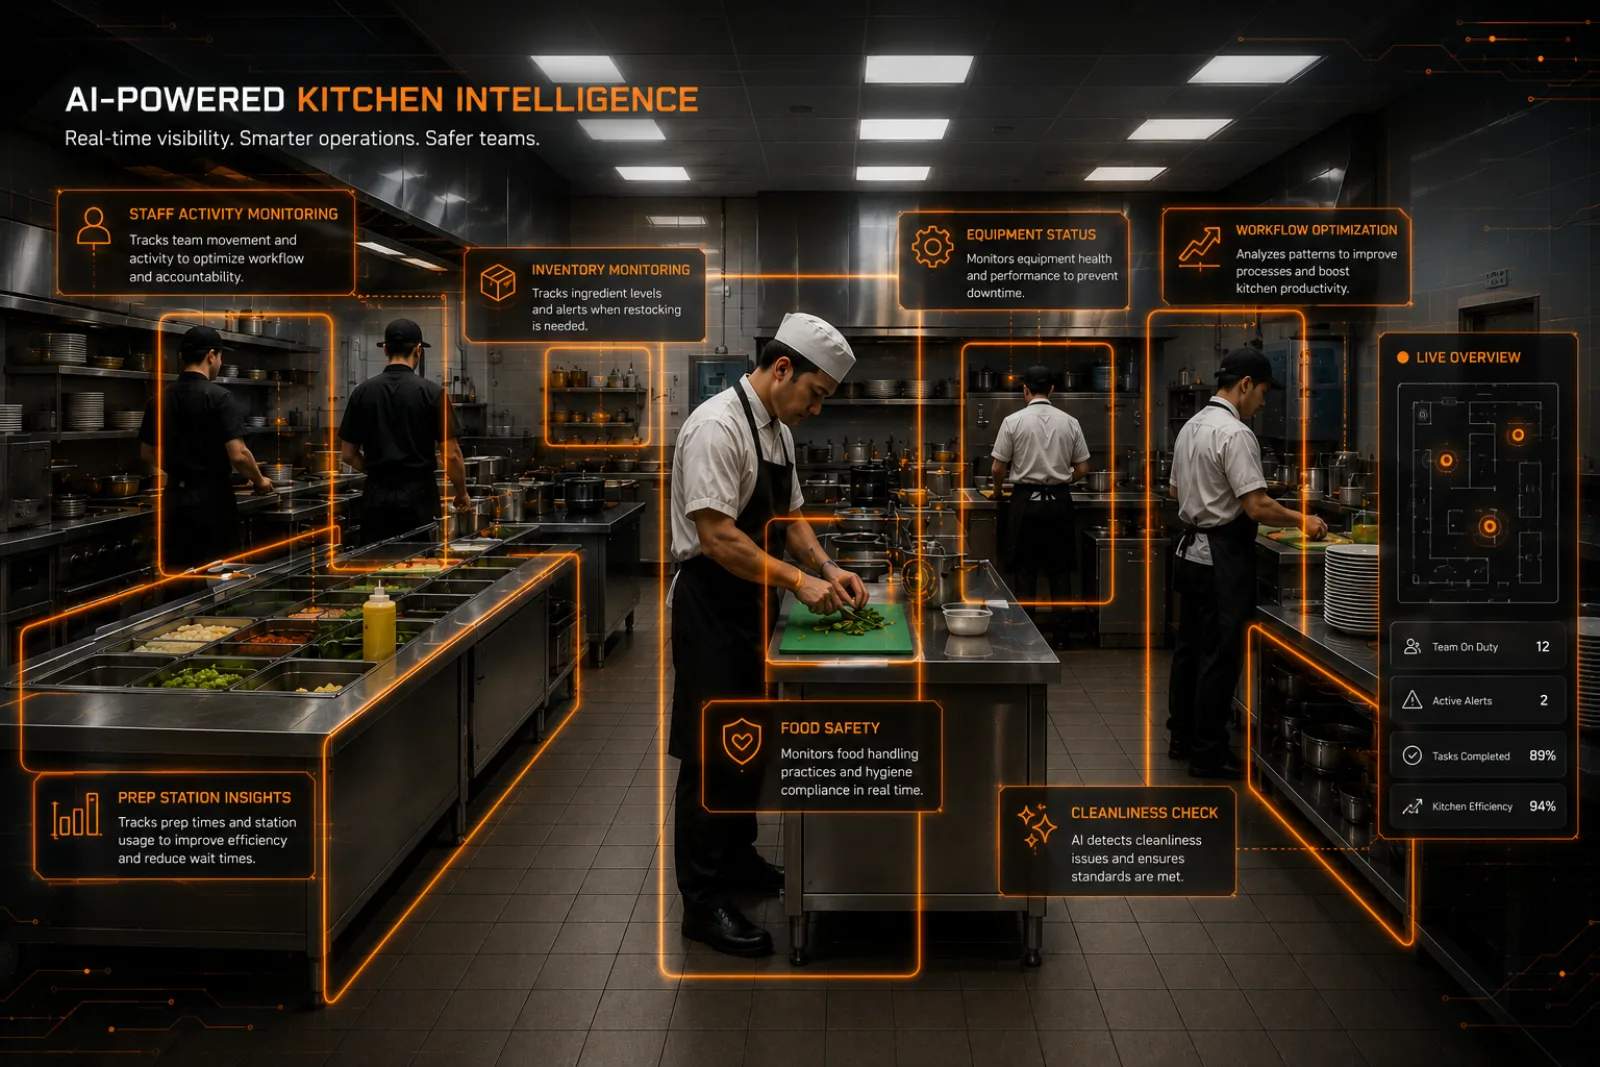 AI-POWERED KITCHEN INTELLIGENCE
Real-time visibility. Smarter operations. Safer teams.
STAFF ACTIVITY MONITORING
Tracks team movement and
activity to optimize workflow
and accountability.
INVENTORY MONITORING
Tracks ingredient levels
and alerts when restocking
is needed.
EQUIPMENT STATUS
Monitors equipment health
and performance to prevent
downtime.
WORKFLOW OPTIMIZATION
Analyzes patterns to improve
processes and boost
kitchen productivity.
LIVE OVERVIEW
Team On Duty 12
Active Alerts 2
Tasks Completed 89%
Kitchen Efficiency 94%
FOOD SAFETY
Monitors food handling
practices and hygiene
compliance in real time.
PREP STATION INSIGHTS
Tracks prep times and station
usage to improve efficiency
and reduce wait times.
CLEANLINESS CHECK
AI detects cleanliness
issues and ensures
standards are met.